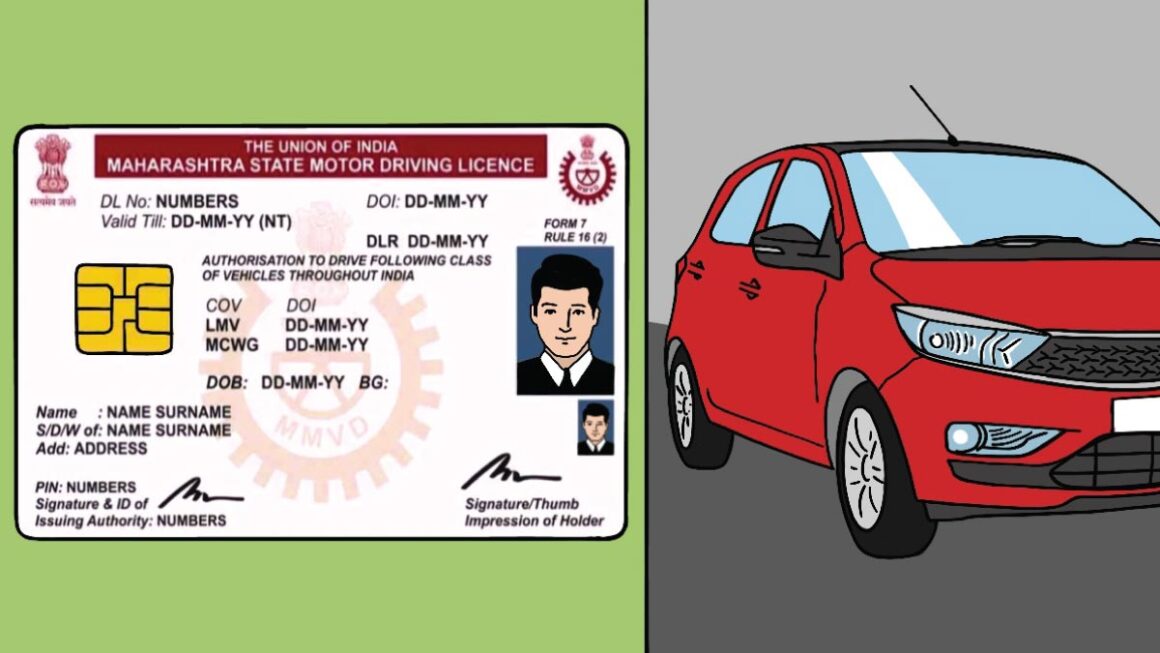 THE UNION OF INDIA
MAHARASHTRA STATE MOTOR DRIVING LICENCE
सत्यमेव जयते
MMVD
DL No: NUMBERS DOI: DD-MM-YY
Valid Till: DD-MM-YY (NT)
FORM 7
RULE 16 (2)
DLR DD-MM-YY
AUTHORISATION TO DRIVE FOLLOWING CLASS
OF VEHICLES THROUGHOUT INDIA
COV DOI
LMV DD-MM-YY
MCWG DD-MM-YY
DOB: DD-MM-YY BG:
MMVD
Name : NAME SURNAME
S/D/W of: NAME SURNAME
Add: ADDRESS
PIN: NUMBERS
Signature & ID of
Issuing Authority: NUMBERS
Signature/Thumb
Impression of Holder